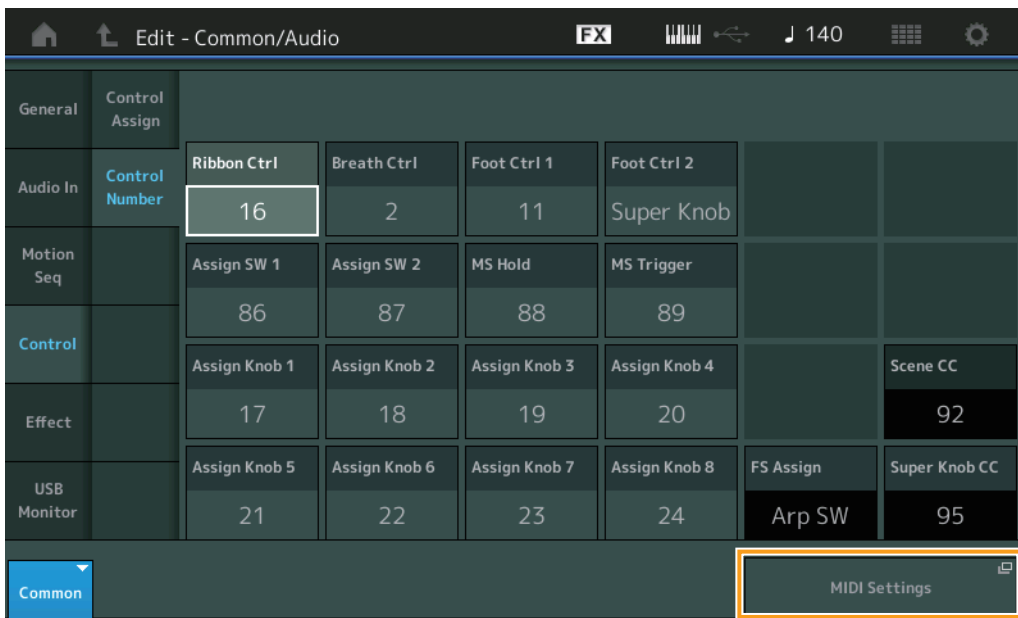 Edit - Common/Audio FX ♩ 140
General
Control
Assign
Audio In
Control
Number
Ribbon Ctrl Breath Ctrl Foot Ctrl 1 Foot Ctrl 2
16 2 11 Super Knob
Motion
Seq
Assign SW 1 Assign SW 2 MS Hold MS Trigger
86 87 88 89
Control
Assign Knob 1 Assign Knob 2 Assign Knob 3 Assign Knob 4 Scene CC
17 18 19 20 92
Effect
Assign Knob 5 Assign Knob 6 Assign Knob 7 Assign Knob 8 FS Assign Super Knob CC
21 22 23 24 Arp SW 95
USB
Monitor
Common
MIDI Settings